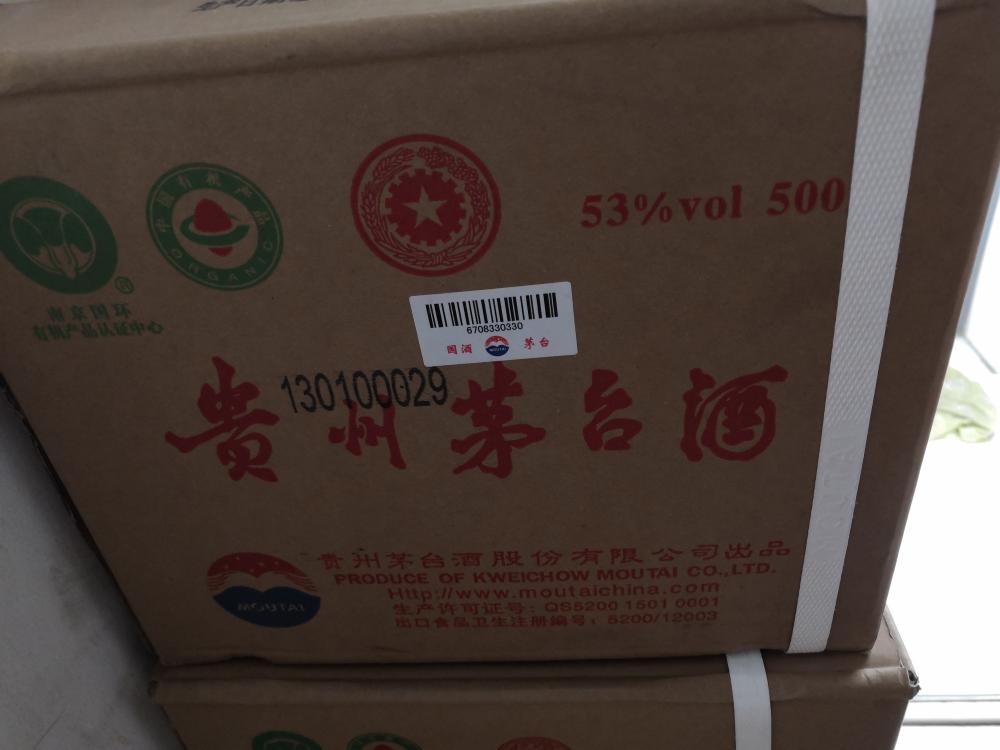 中国有机产品
ORGANIC
®
南京国环
有机产品认证中心
53%vol 500
6708330330
国酒 MOUTAI 茅台
130100029
贵州茅台酒
MOUTAI
贵州茅台酒股份有限公司出品
PRODUCE OF KWEICHOW MOUTAI CO.,LTD.
Http://www.moutaichina.com
生产许可证号：QS5200 1501 0001
出口食品卫生注册编号：5200/12003